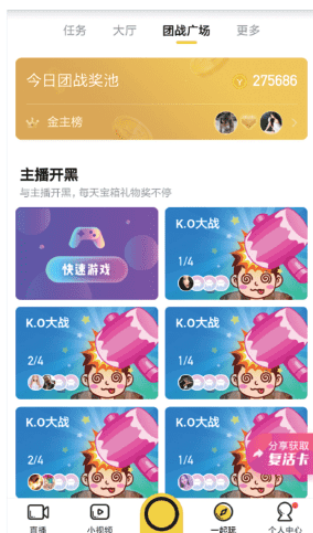 任务 大厅 团战广场 更多
今日团战奖池 275686
金主榜
主播开黑
与主播开黑，每天宝箱礼物奖不停
快速游戏
K.O大战
1/4
K.O大战
2/4
K.O大战
1/4
K.O大战
2/4
K.O大战
1/4
分享获取
复活卡
直播 小视频 一起踩 个人中心